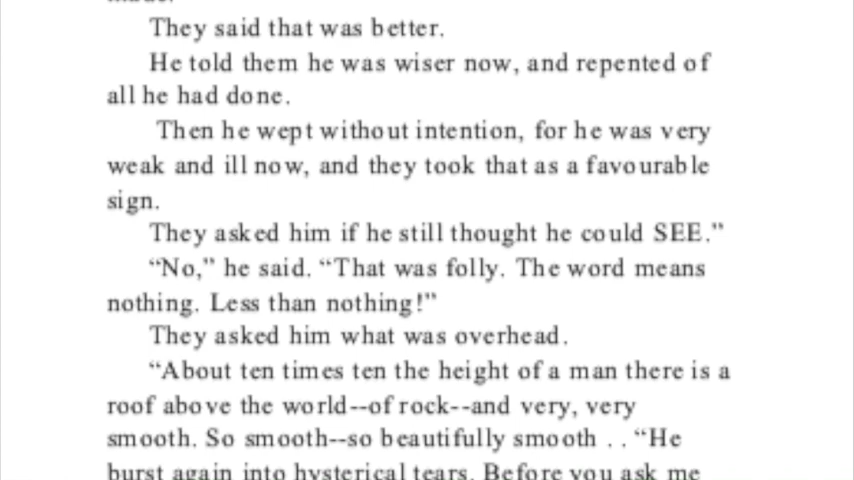 They said that was better.
He told them he was wiser now, and repented of
all he had done.
Then he wept without intention, for he was very
weak and ill now, and they took that as a favourable
sign.
They asked him if he still thought he could SEE.”
“No,” he said. “That was folly. The word means
nothing. Less than nothing!”
They asked him what was overhead.
“About ten times ten the height of a man there is a
roof above the world--of rock--and very, very
smooth. So smooth--so beautifully smooth . . “He
burst again into hysterical tears. Before you ask me